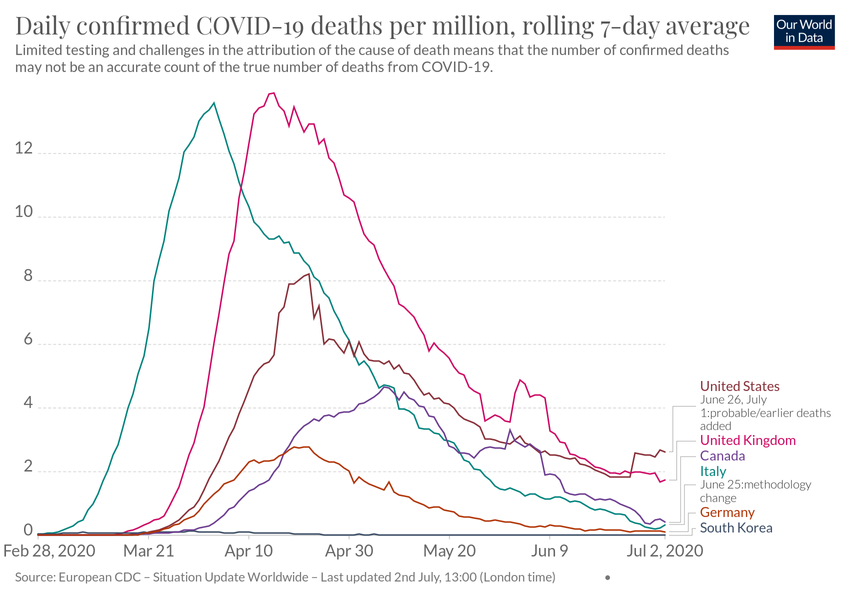 Daily confirmed COVID-19 deaths per million, rolling 7-day average
Our World
in Data
Limited testing and challenges in the attribution of the cause of death means that the number of confirmed deaths
may not be an accurate count of the true number of deaths from COVID-19.
12
10
8
6
4
2
0
Feb 28, 2020
Mar 21
Apr 10
Apr 30
May 20
Jun 9
Jul 2, 2020
United States
June 26, July
1:probable/earlier deaths
added
United Kingdom
Canada
Italy
June 25:methodology
change
Germany
South Korea
Source: European CDC – Situation Update Worldwide – Last updated 2nd July, 13:00 (London time)
•